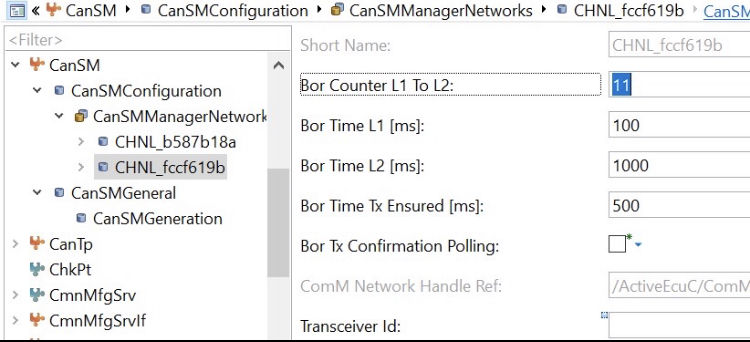 « CanSM CanSMConfiguration CanSMManagerNetworks CHNL_fccf619b CanSM
<Filter>
CanSM
CanSMConfiguration
CanSMManagerNetwork
CHNL_b587b18a
CHNL_fccf619b
CanSMGeneral
CanSMGeneration
CanTp
ChkPt
CmnMfgSrv
CmnMfgSrvIf
Short Name: CHNL_fccf619b
Bor Counter L1 To L2: 11
Bor Time L1 [ms]: 100
Bor Time L2 [ms]: 1000
Bor Time Tx Ensured [ms]: 500
Bor Tx Confirmation Polling:
ComM Network Handle Ref: /ActiveEcuC/ComM
Transceiver Id: